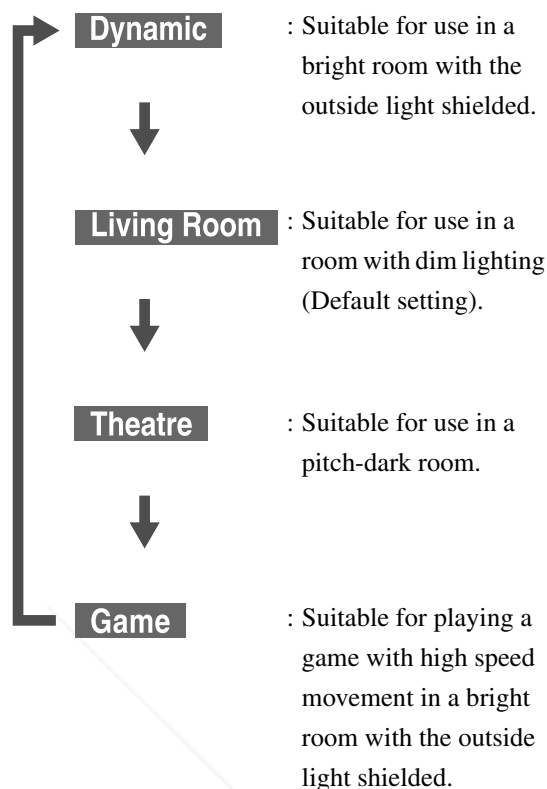 Dynamic : Suitable for use in a
bright room with the
outside light shielded.
Living Room : Suitable for use in a
room with dim lighting
(Default setting).
Theatre : Suitable for use in a
pitch-dark room.
Game : Suitable for playing a
game with high speed
movement in a bright
room with the outside
light shielded.